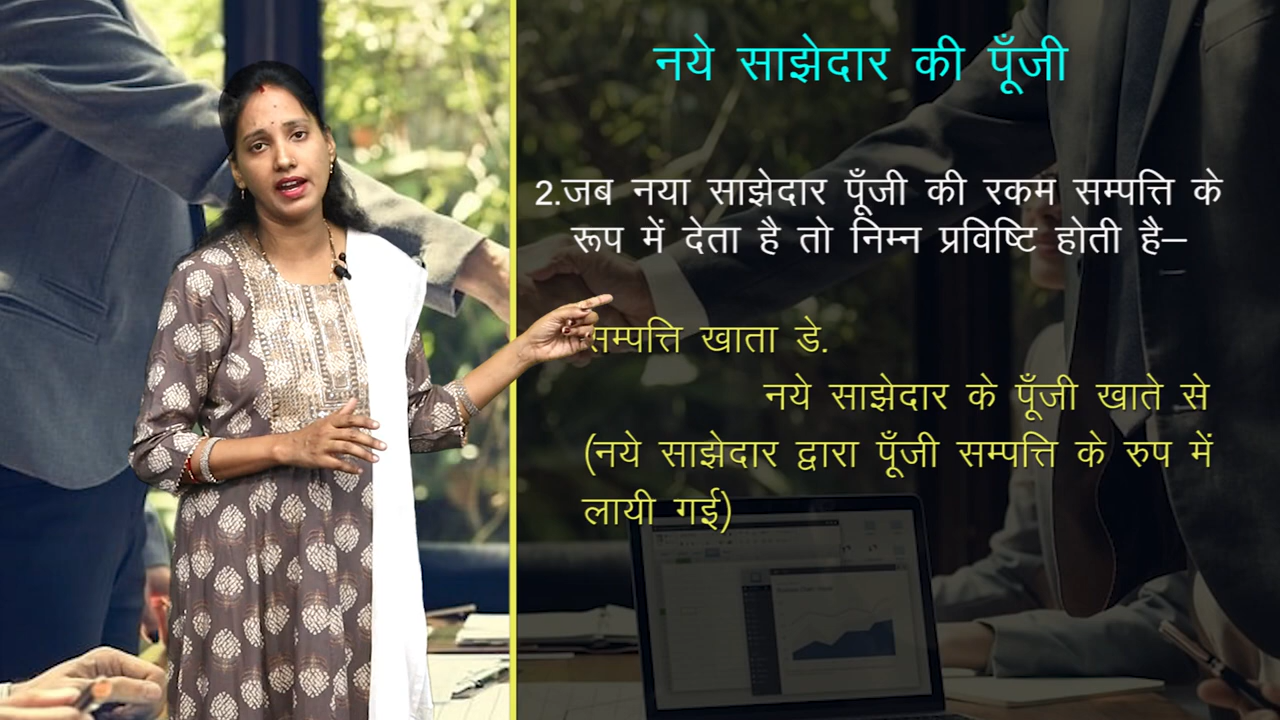 नये साझेदार की पूँजी
2.जब नया साझेदार पूँजी की रकम सम्पत्ति के
रूप में देता है तो निम्न प्रविष्टि होती है–
सम्पत्ति खाता डे.
नये साझेदार के पूँजी खाते से
(नये साझेदार द्वारा पूँजी सम्पत्ति के रुप में
लायी गई)